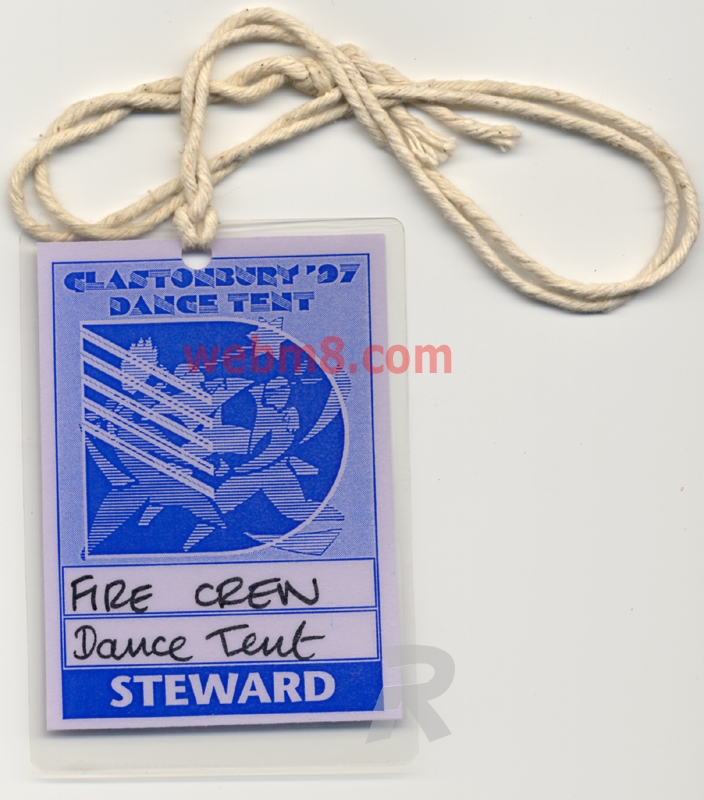 GLASTONBURY '97
DANCE TENT
webm8.com
FIRE CREW
Dance Tent
STEWARD
R